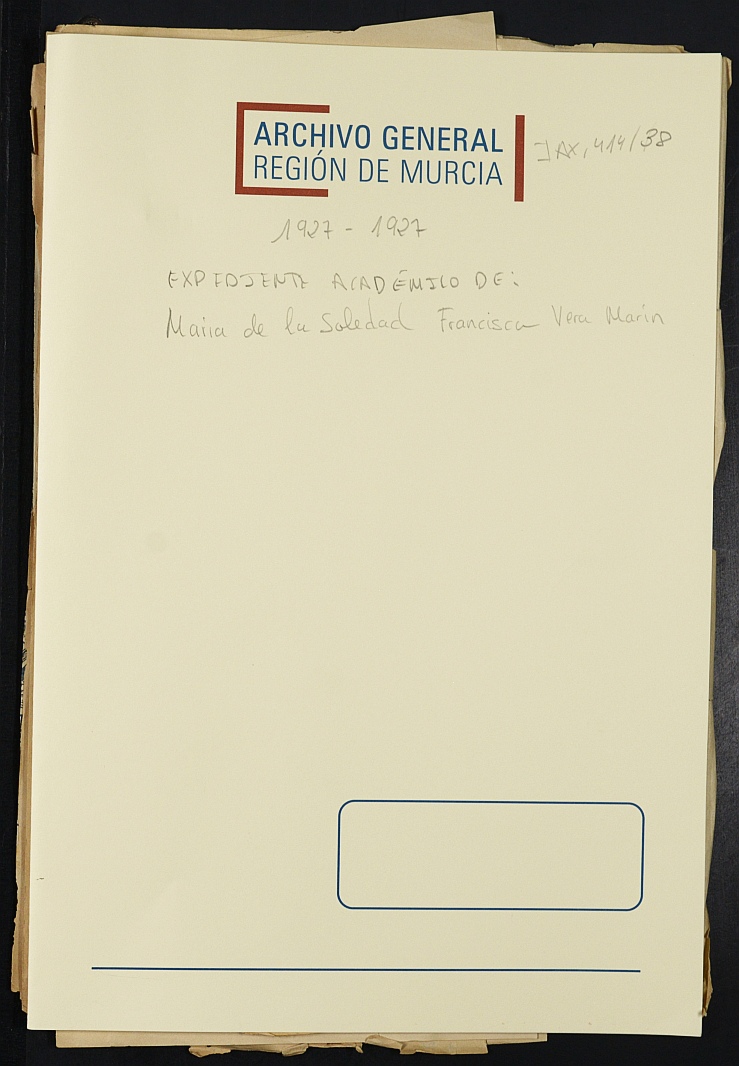 ARCHIVO GENERAL
REGIÓN DE MURCIA
IAX, 414/38
1927 - 1927
EXPEDIENTE ACADÉMICO DE:
Maria de la Soledad Francisca Vera Marín